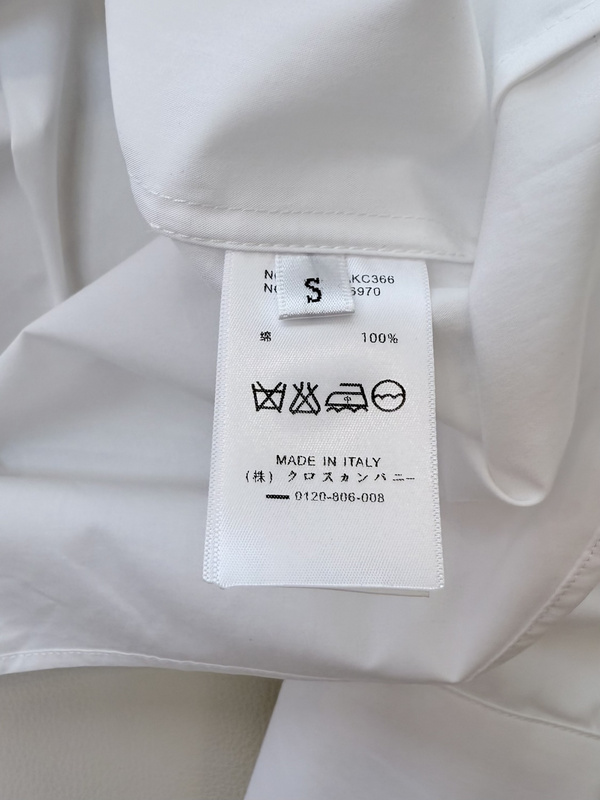 S
KC366
6970
綿 100%
中
MADE IN ITALY
(株) クロスカンパニー
0120-806-008